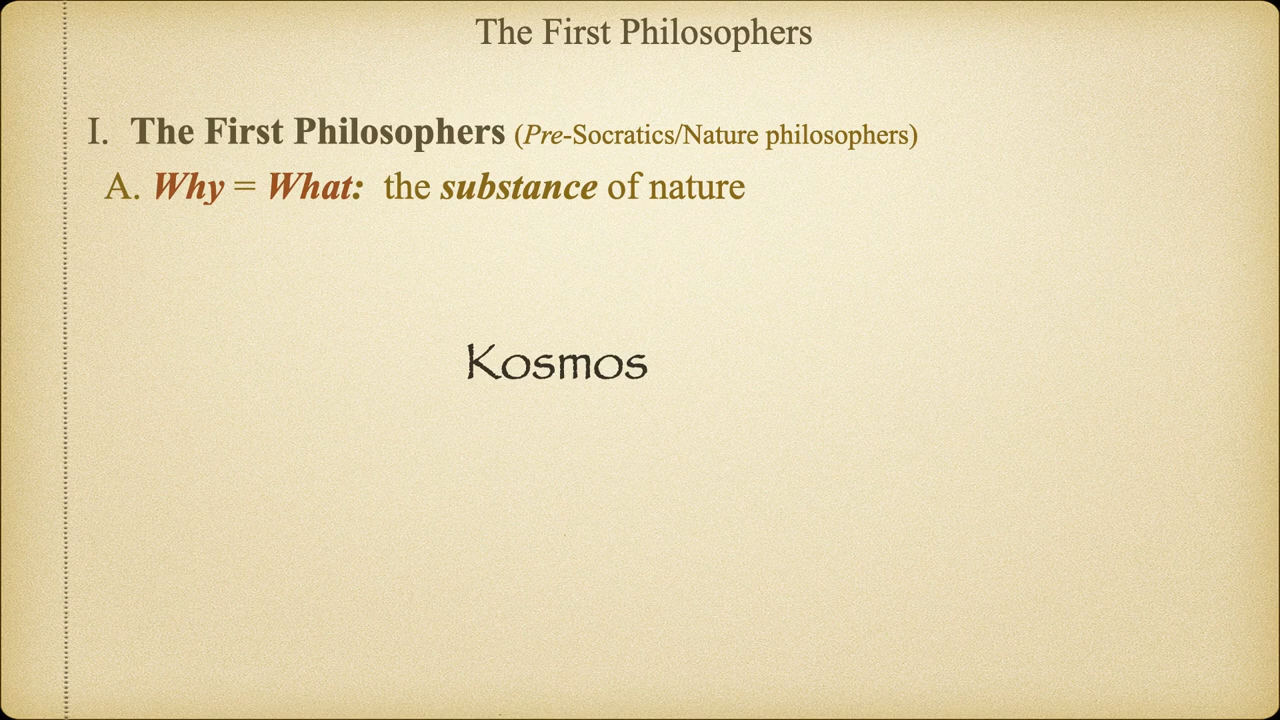 The First Philosophers
I. The First Philosophers (Pre-Socratics/Nature philosophers)
A. Why = What: the substance of nature
Kosmos